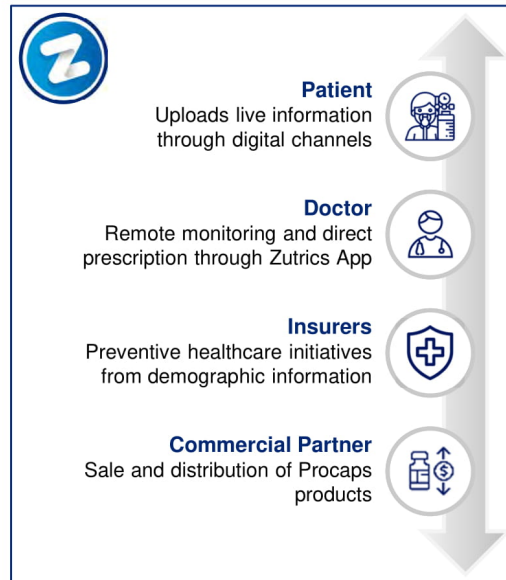 Z
Patient
Uploads live information
through digital channels
Doctor
Remote monitoring and direct
prescription through Zutrics App
Insurers
Preventive healthcare initiatives
from demographic information
Commercial Partner
Sale and distribution of Procaps
products
$